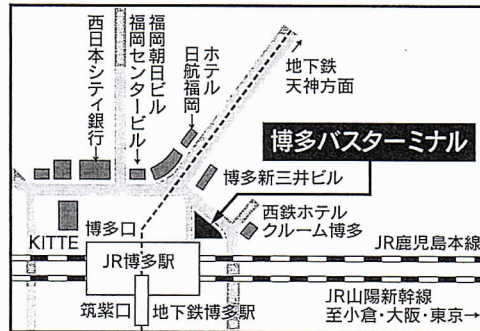 西日本シティ銀行
福岡センタービル
福岡朝日ビル
ホテル
日航福岡
地下鉄
天神方面
博多バスターミナル
博多新三井ビル
西鉄ホテル
クルーム博多
博多口
KITTE
JR博多駅
JR鹿児島本線
筑紫口
地下鉄博多駅
JR山陽新幹線
至小倉・大阪・東京→